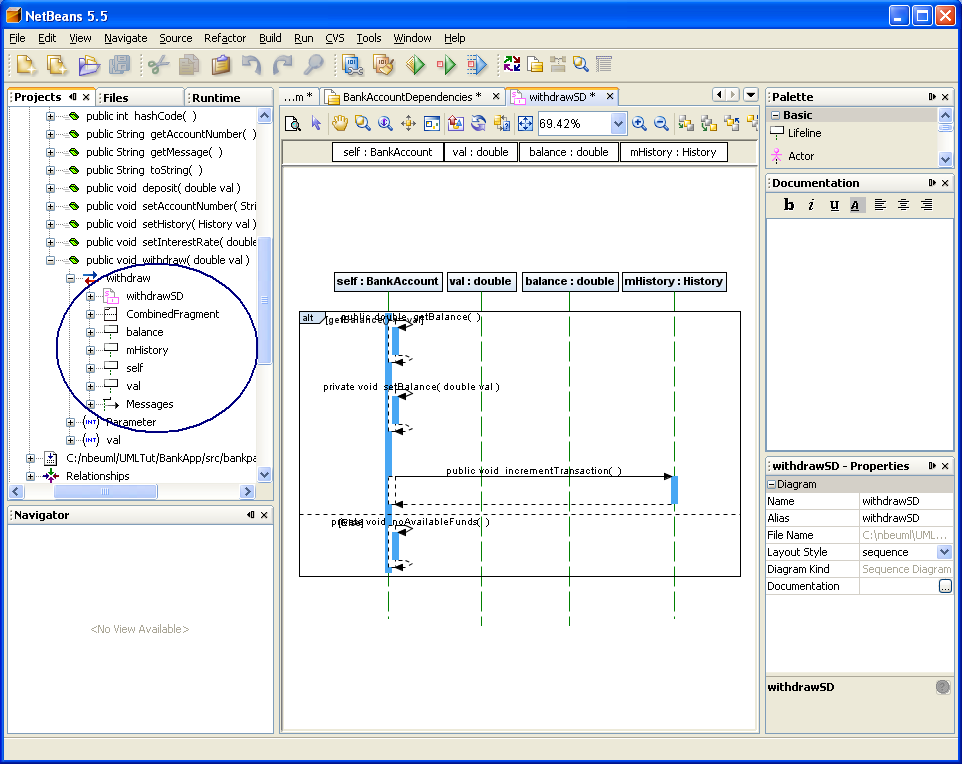 NetBeans 5.5
File Edit View Navigate Source Refactor Build Run CVS Tools Window Help
Projects Files Runtime
public int hashCode( )
public String getAccountNumber( )
public String getMessage( )
public String toString( )
public void deposit( double val )
public void setAccountNumber( Stri
public void setHistory( History val )
public void setInterestRate( double
public void withdraw( double val )
withdraw
withdrawSD
CombinedFragment
balance
mHistory
self
val
Messages
(INT) Parameter
(INT) val
C:/nbeuml/UMLTut/BankApp/src/bankpa
Relationships
Navigator
<No View Available>
...m * BankAccountDependencies * withdrawSD *
69.42%
self : BankAccount val : double balance : double mHistory : History
self : BankAccount val : double balance : double mHistory : History
alt
public double getBalance( )
private void setBalance( double val )
public void incrementTransaction( )
[Else]
private void noAvailableFunds( )
Palette
Basic
Lifeline
Actor
Documentation
b i u A
withdrawSD - Properties
Diagram
Name withdrawSD
Alias withdrawSD
File Name C:\nbeuml\UML...
Layout Style sequence
Diagram Kind Sequence Diagram
Documentation ...
withdrawSD
?